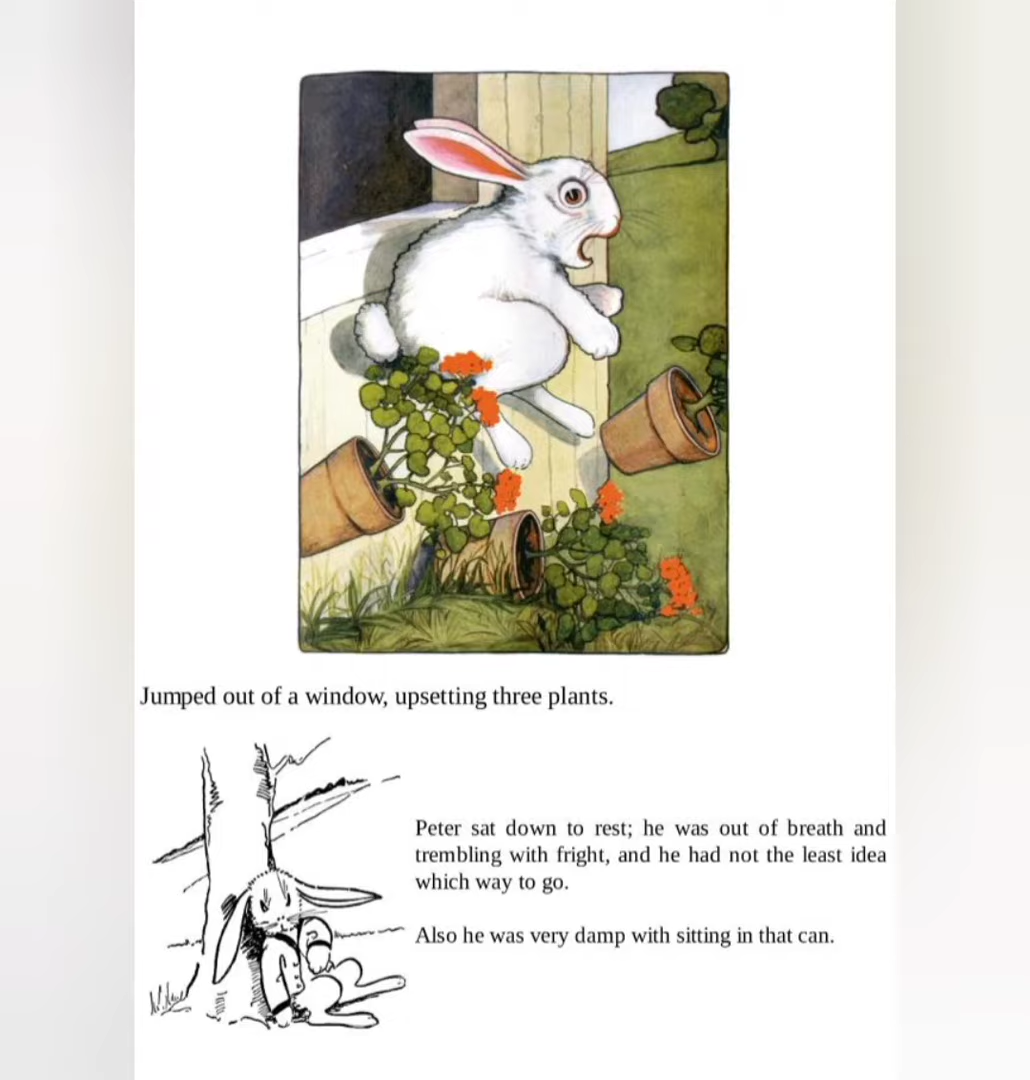 Jumped out of a window, upsetting three plants.
Peter sat down to rest; he was out of breath and
trembling with fright, and he had not the least idea
which way to go.
Also he was very damp with sitting in that can.